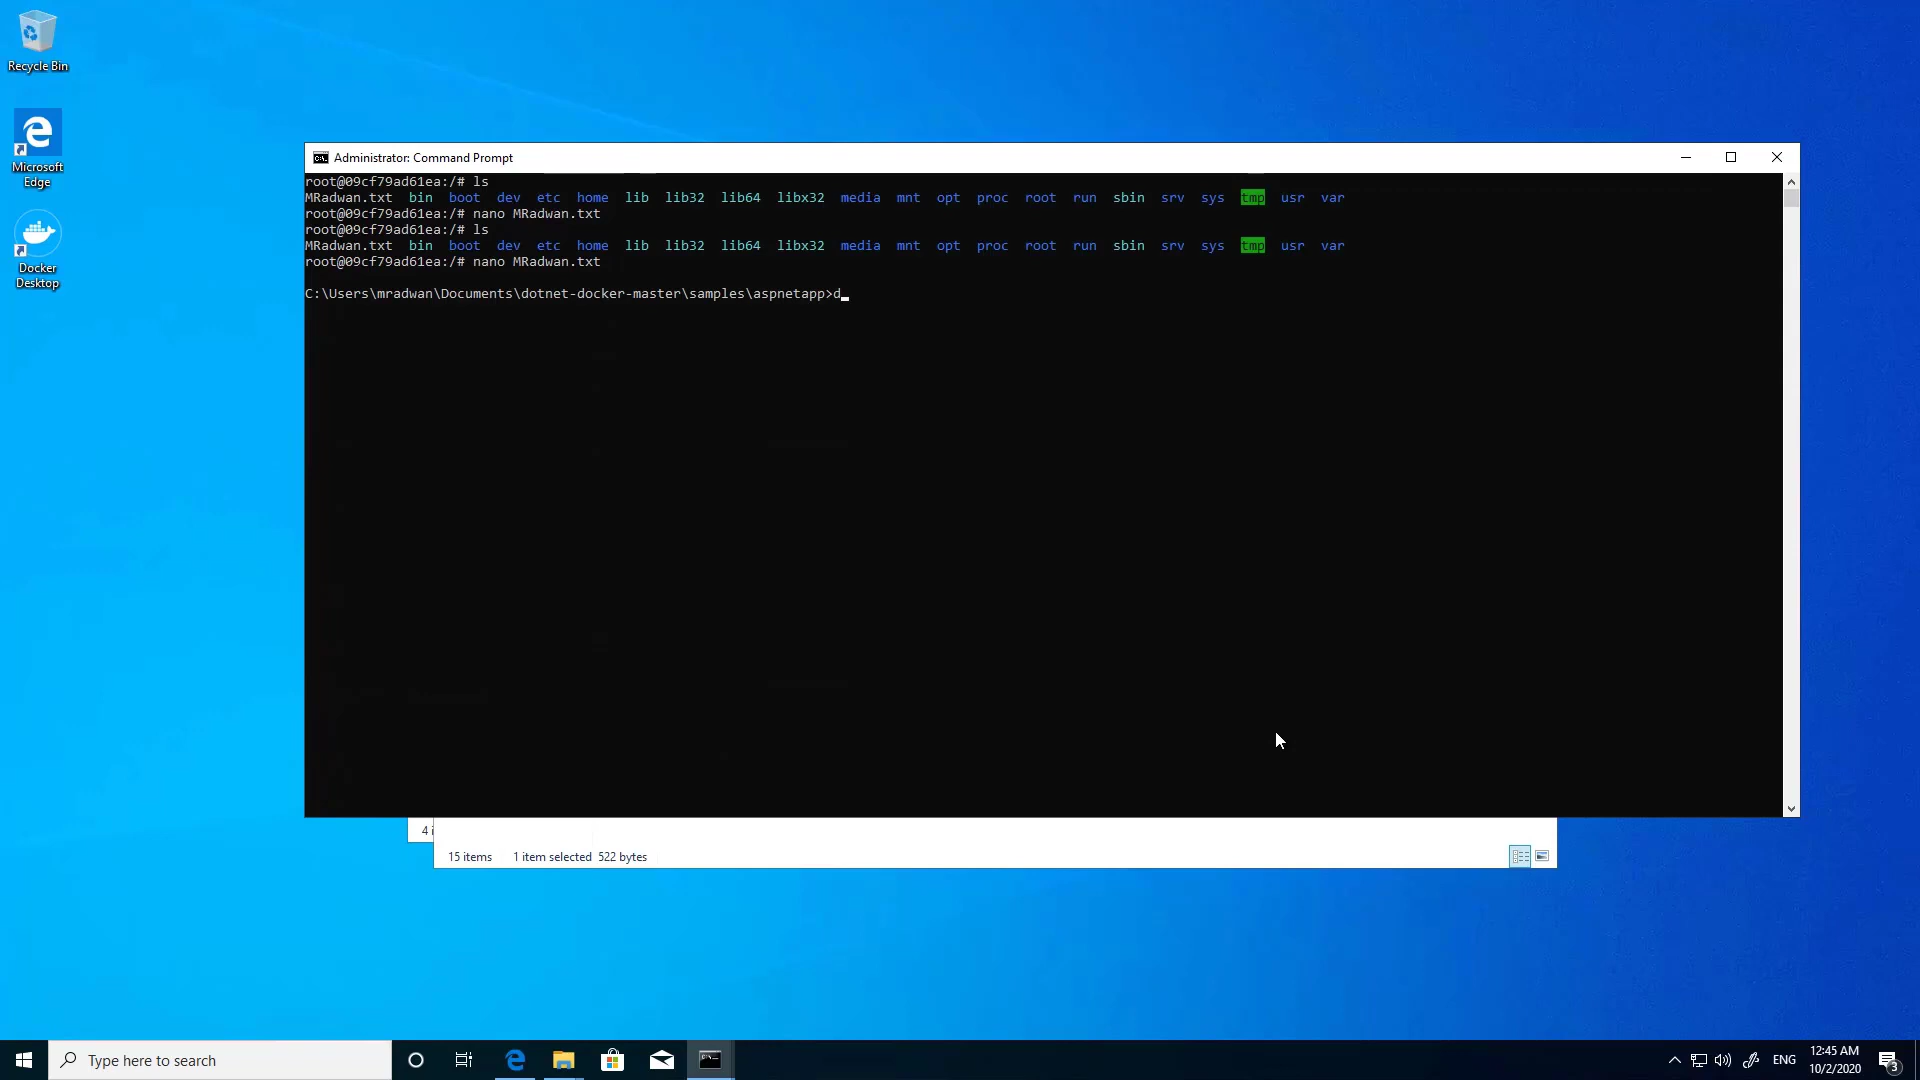 Recycle Bin
Microsoft
Edge
Docker
Desktop
Administrator: Command Prompt
root@09cf79ad61ea:/# ls
MRadwan.txt bin boot dev etc home lib lib32 lib64 libx32 media mnt opt proc root run sbin srv sys tmp usr var
root@09cf79ad61ea:/# nano MRadwan.txt
root@09cf79ad61ea:/# ls
MRadwan.txt bin boot dev etc home lib lib32 lib64 libx32 media mnt opt proc root run sbin srv sys tmp usr var
root@09cf79ad61ea:/# nano MRadwan.txt
C:\Users\mradwan\Documents\dotnet-docker-master\samples\aspnetapp>d_
4 i
15 items 1 item selected 522 bytes
Type here to search
ENG
12:45 AM
10/2/2020
3